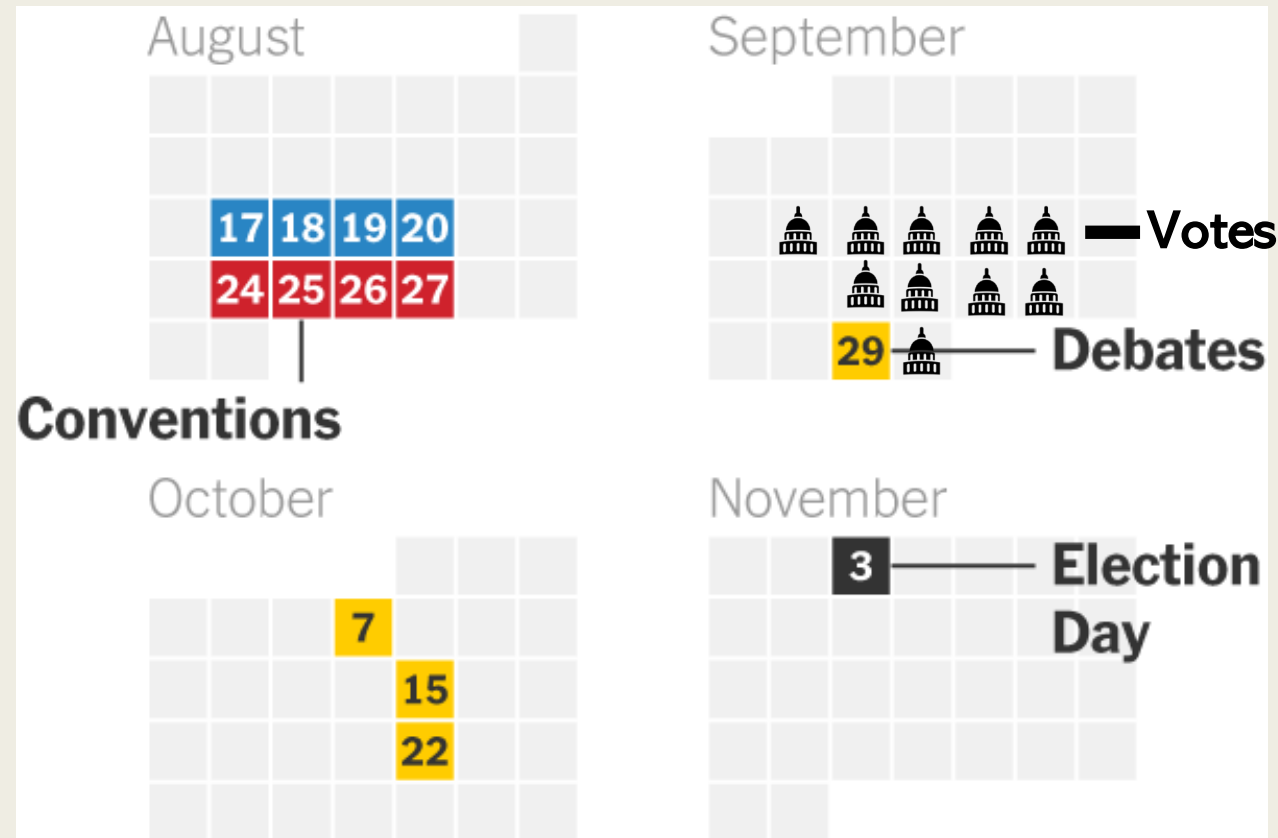 August
17 18 19 20
24 25 26 27
Conventions
September
Votes
29 Debates
October
7
15
22
November
3 Election
Day